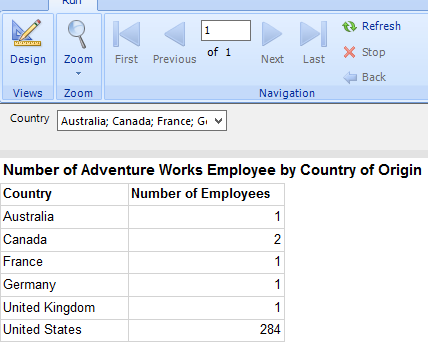 Run
1
of 1
Design Zoom First Previous Next Last
Refresh
Stop
Back
Views Zoom Navigation
Country Australia; Canada; France; Ge
Number of Adventure Works Employee by Country of Origin
Country Number of Employees
Australia 1
Canada 2
France 1
Germany 1
United Kingdom 1
United States 284